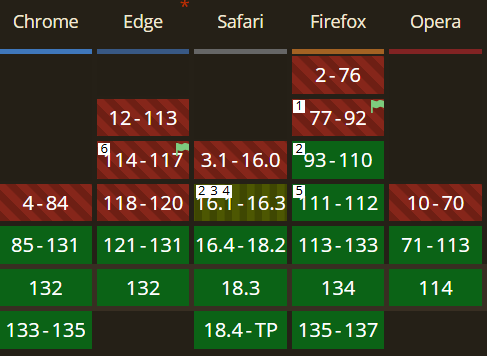 Chrome Edge * Safari Firefox Opera
2-76
12-113 1 77-92
6 114-117 3.1-16.0 2 93-110
4-84 118-120 2 3 4 16.1-16.3 5 111-112 10-70
85-131 121-131 16.4-18.2 113-133 71-113
132 132 18.3 134 114
133-135 18.4-TP 135-137